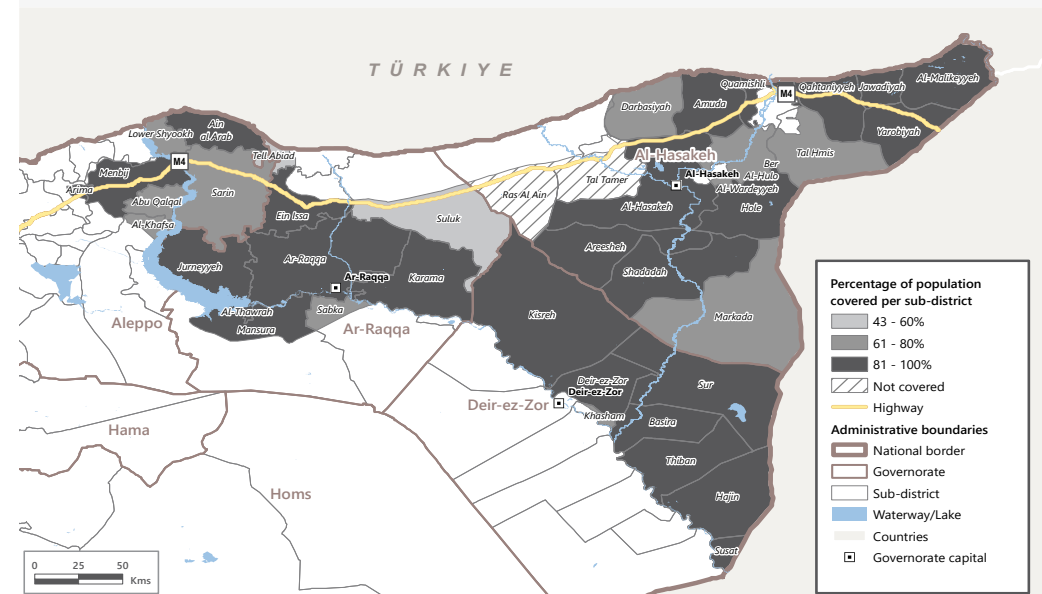 TÜRKİYE
Quamishli
Qahtaniyyeh
Jawadiyah
Al-Malikeyyeh
M4
Darbasiyah
Amuda
Yarobiyah
Lower Shyookh
Ain
al Arab
Tell Abiad
M4
Menbij
'Arima
Sarin
Abu Qalqal
Al-Khafsa
Ein Issa
Suluk
Ras Al Ain
Tal Tamer
Al-Hasakeh
Al-Hasakeh
Al-Hasakeh
Ber
Al-Hulo
Al-Wardeyyeh
Tal Hmis
Hole
Areesheh
Shadadah
Markada
Jurneyyeh
Ar-Raqqa
Ar-Raqqa
Karama
Al-Thawrah
Mansura
Sabka
Kisreh
Aleppo
Ar-Raqqa
Deir-ez-Zor
Deir-ez-Zor
Deir-ez-Zor
Khasham
Sur
Basira
Thiban
Hajin
Susat
Hama
Homs
Percentage of population
covered per sub-district
43 - 60%
61 - 80%
81 - 100%
Not covered
Highway
Administrative boundaries
National border
Governorate
Sub-district
Waterway/Lake
Countries
Governorate capital
0 25 50
Kms